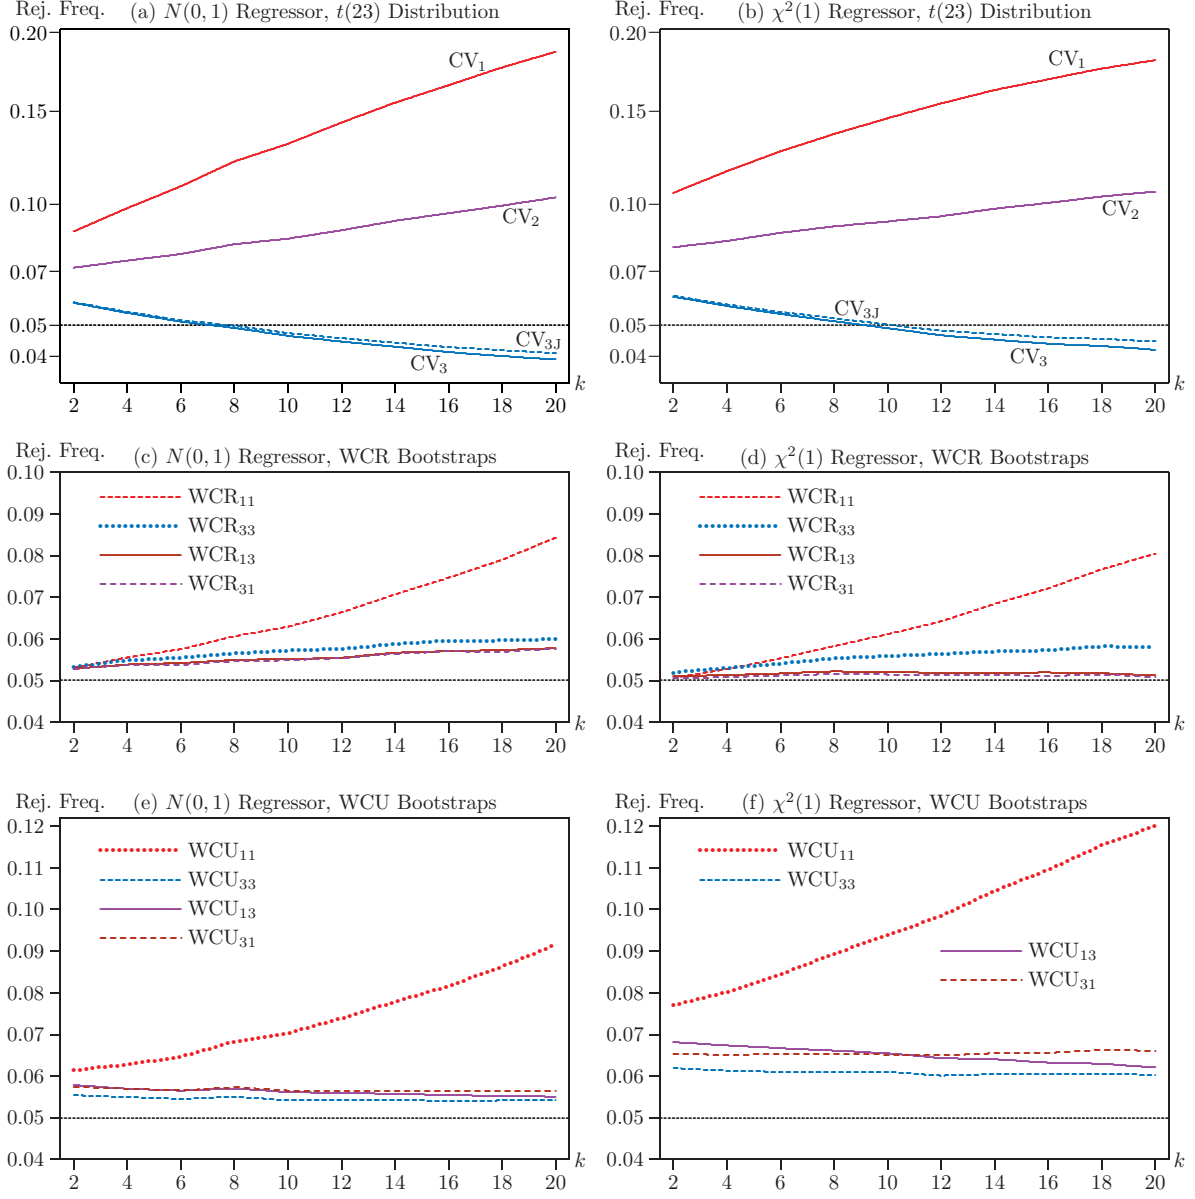 Rej. Freq. (a) N(0, 1) Regressor, t(23) Distribution
0.20
0.15
0.10
0.07
0.05
0.04
CV₁
CV₂
CV₃J
CV₃
2 4 6 8 10 12 14 16 18 20 k
Rej. Freq. (b) χ²(1) Regressor, t(23) Distribution
0.20
0.15
0.10
0.07
0.05
0.04
CV₁
CV₂
CV₃J
CV₃
2 4 6 8 10 12 14 16 18 20 k
Rej. Freq. (c) N(0, 1) Regressor, WCR Bootstraps
0.10
0.09
0.08
0.07
0.06
0.05
0.04
WCR₁₁
WCR₃₃
WCR₁₃
WCR₃₁
2 4 6 8 10 12 14 16 18 20 k
Rej. Freq. (d) χ²(1) Regressor, WCR Bootstraps
0.10
0.09
0.08
0.07
0.06
0.05
0.04
WCR₁₁
WCR₃₃
WCR₁₃
WCR₃₁
2 4 6 8 10 12 14 16 18 20 k
Rej. Freq. (e) N(0, 1) Regressor, WCU Bootstraps
0.12
0.11
0.10
0.09
0.08
0.07
0.06
0.05
0.04
WCU₁₁
WCU₃₃
WCU₁₃
WCU₃₁
2 4 6 8 10 12 14 16 18 20 k
Rej. Freq. (f) χ²(1) Regressor, WCU Bootstraps
0.12
0.11
0.10
0.09
0.08
0.07
0.06
0.05
0.04
WCU₁₁
WCU₃₃
WCU₁₃
WCU₃₁
2 4 6 8 10 12 14 16 18 20 k